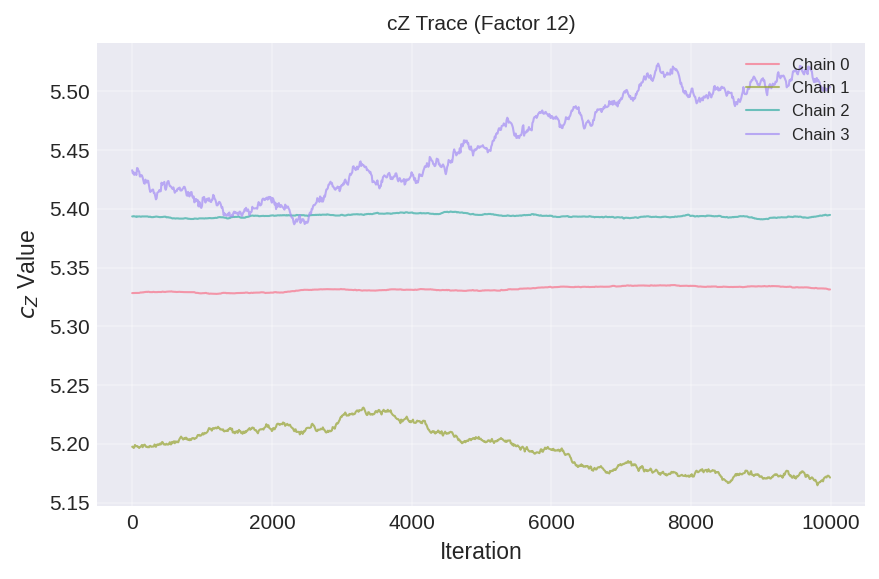 cZ Trace (Factor 12)
Chain 0
Chain 1
Chain 2
Chain 3
5.50
5.45
5.40
5.35
5.30
5.25
5.20
5.15
cZ Value
0 2000 4000 6000 8000 10000
Iteration